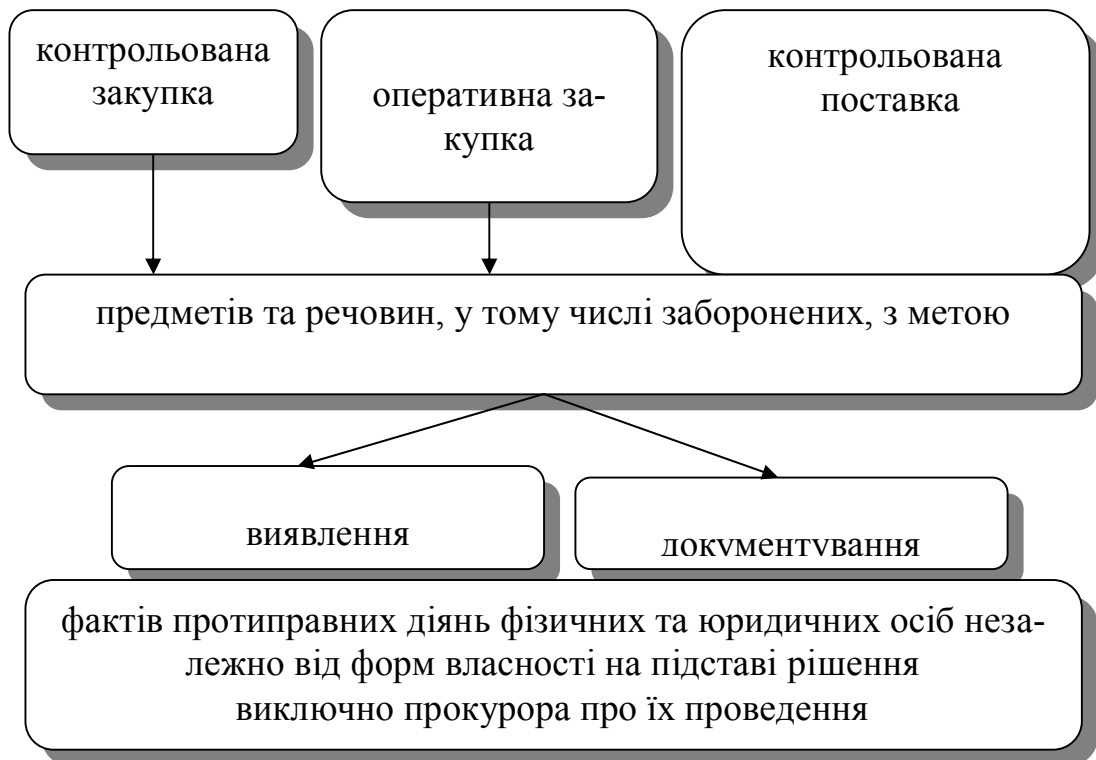 контрольована
закупка
оперативна за-
купка
контрольована
поставка
предметів та речовин, у тому числі заборонених, з метою
виявлення
документування
фактів протиправних діянь фізичних та юридичних осіб неза-
лежно від форм власності на підставі рішення
виключно прокурора про їх проведення